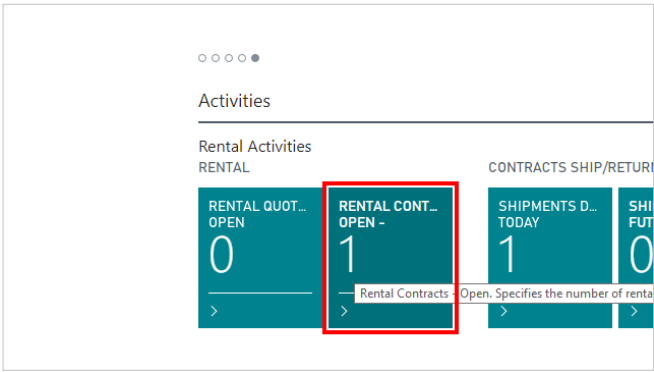 Activities
Rental Activities
RENTAL
CONTRACTS SHIP/RETURI
RENTAL QUOT...
OPEN
0
RENTAL CONT...
OPEN -
1
SHIPMENTS D...
TODAY
1
SHI
FUT
0
Rental Contracts - Open. Specifies the number of renta